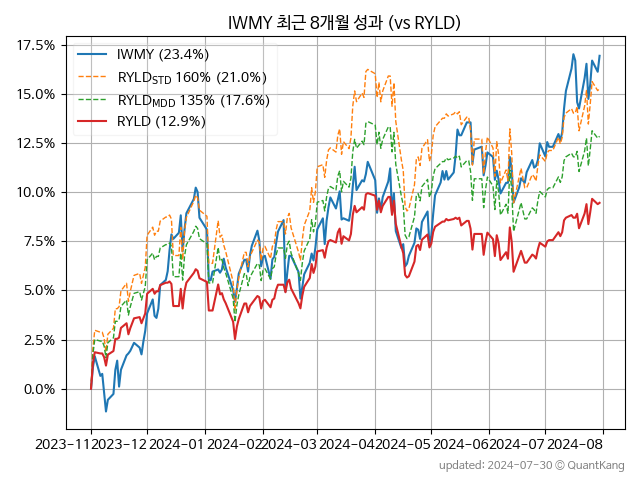 IWMY 최근 8개월 성과 (vs RYLD)
IWMY (23.4%)
RYLD_STD 160% (21.0%)
RYLD_MDD 135% (17.6%)
RYLD (12.9%)
17.5%
15.0%
12.5%
10.0%
7.5%
5.0%
2.5%
0.0%
2023-11 2023-12 2024-01 2024-02 2024-03 2024-04 2024-05 2024-06 2024-07 2024-08
updated: 2024-07-30 © QuantKang